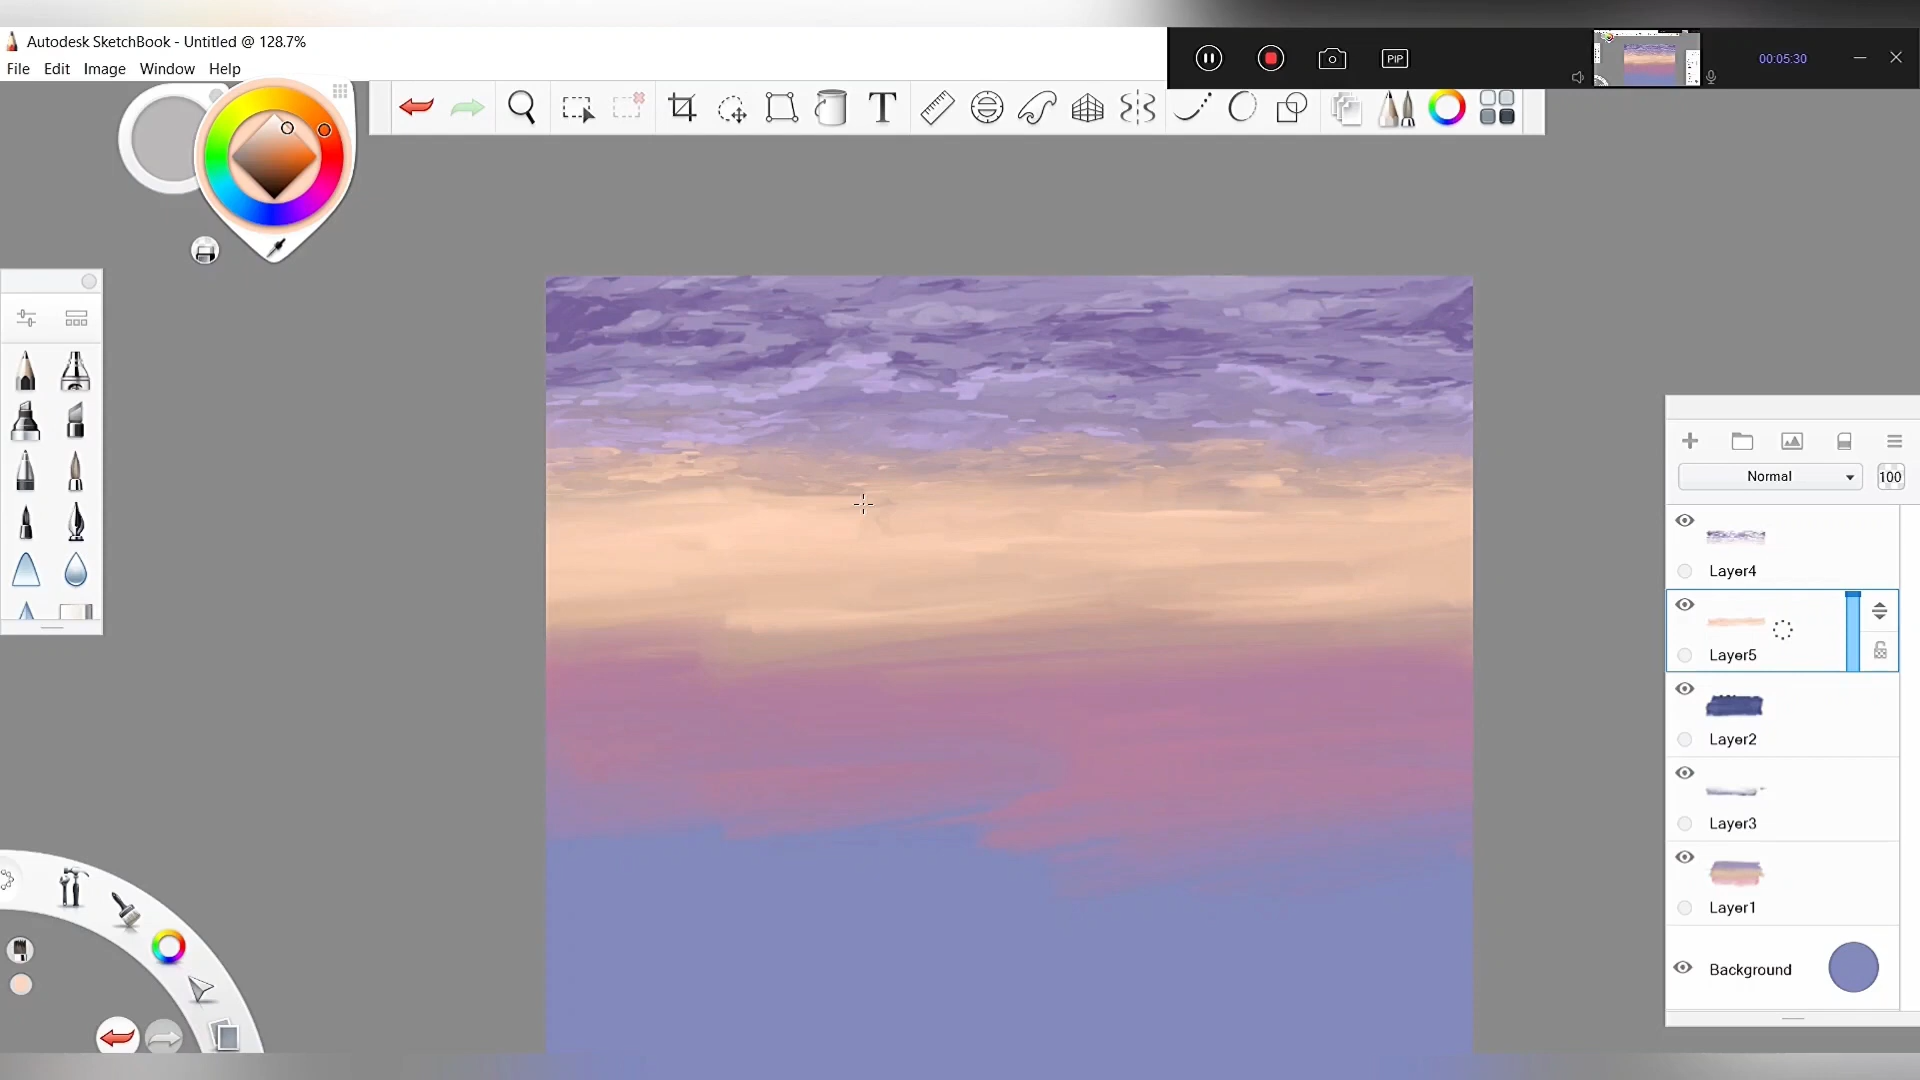 Autodesk SketchBook - Untitled @ 128.7%
File Edit Image Window Help
PIP
00:05:30
T
Normal 100
Layer4
Layer5
Layer2
Layer3
Layer1
Background